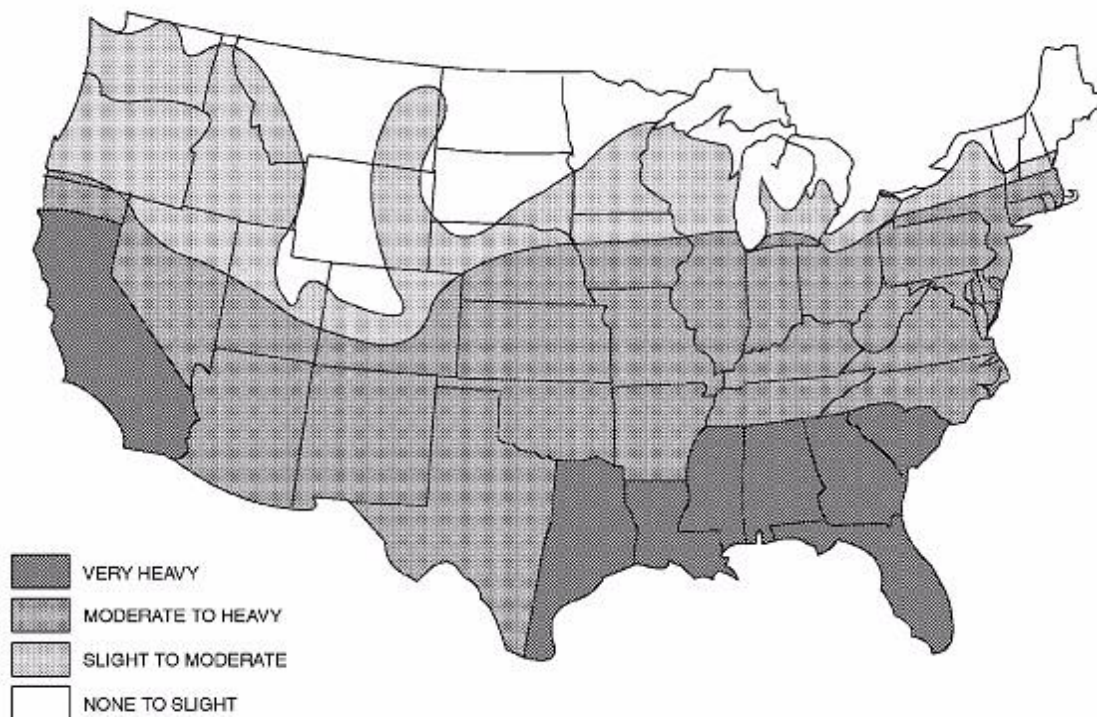 VERY HEAVY
MODERATE TO HEAVY
SLIGHT TO MODERATE
NONE TO SLIGHT